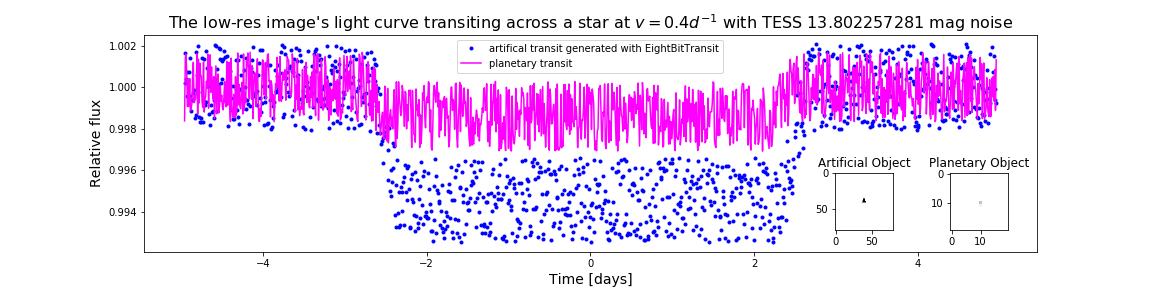 The low-res image's light curve transiting across a star at v = 0.4d⁻¹ with TESS 13.802257281 mag noise
artifical transit generated with EightBitTransit
planetary transit
Relative flux
1.002
1.000
0.998
0.996
0.994
Artificial Object
Planetary Object
0
50
0
50
0
10
0
10
−4
−2
0
2
4
Time [days]